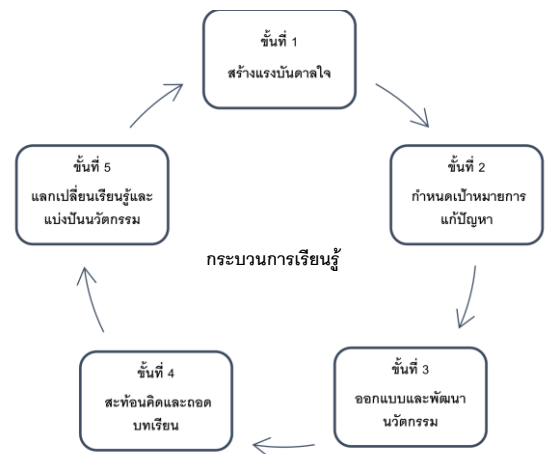 ขั้นที่ 1
สร้างแรงบันดาลใจ
ขั้นที่ 2
กำหนดเป้าหมายการ
แก้ปัญหา
ขั้นที่ 3
ออกแบบและพัฒนา
นวัตกรรม
ขั้นที่ 4
สะท้อนคิดและถอด
บทเรียน
ขั้นที่ 5
แลกเปลี่ยนเรียนรู้และ
แบ่งปันนวัตกรรม
กระบวนการเรียนรู้